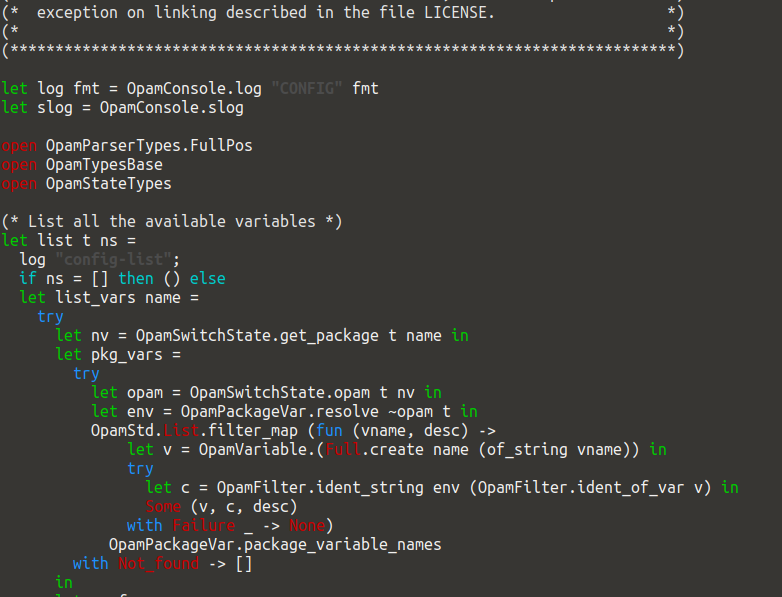 (*  exception on linking described in the file LICENSE.                   *)
(*                                                                        *)
(**************************************************************************)

let log fmt = OpamConsole.log "CONFIG" fmt
let slog = OpamConsole.slog

open OpamParserTypes.FullPos
open OpamTypesBase
open OpamStateTypes

(* List all the available variables *)
let list t ns =
  log "config-list";
  if ns = [] then () else
  let list_vars name =
    try
      let nv = OpamSwitchState.get_package t name in
      let pkg_vars =
        try
          let opam = OpamSwitchState.opam t nv in
          let env = OpamPackageVar.resolve ~opam t in
          OpamStd.List.filter_map (fun (vname, desc) ->
              let v = OpamVariable.(Full.create name (of_string vname)) in
              try
                let c = OpamFilter.ident_string env (OpamFilter.ident_of_var v) in
                Some (v, c, desc)
              with Failure _ -> None)
            OpamPackageVar.package_variable_names
        with Not_found -> []
      in